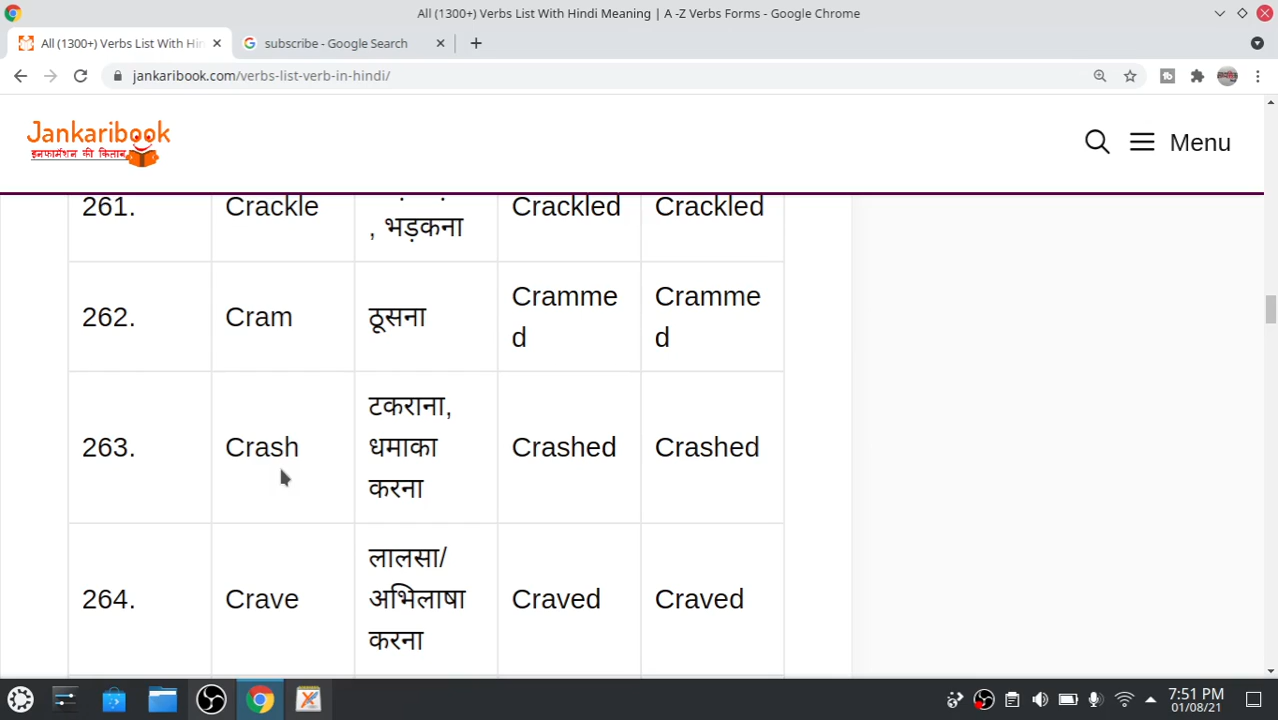 All (1300+) Verbs List With Hindi Meaning | A -Z Verbs Forms - Google Chrome
All (1300+) Verbs List With Hin
subscribe - Google Search
jankaribook.com/verbs-list-verb-in-hindi/
Jankaribook
इनफार्मेशन की किताब
Menu
261.
Crackle
, भड़कना
Crackled
Crackled
262.
Cram
ठूसना
Cramme
d
Cramme
d
263.
Crash
टकराना,
धमाका
करना
Crashed
Crashed
264.
Crave
लालसा/
अभिलाषा
करना
Craved
Craved
7:51 PM
01/08/21